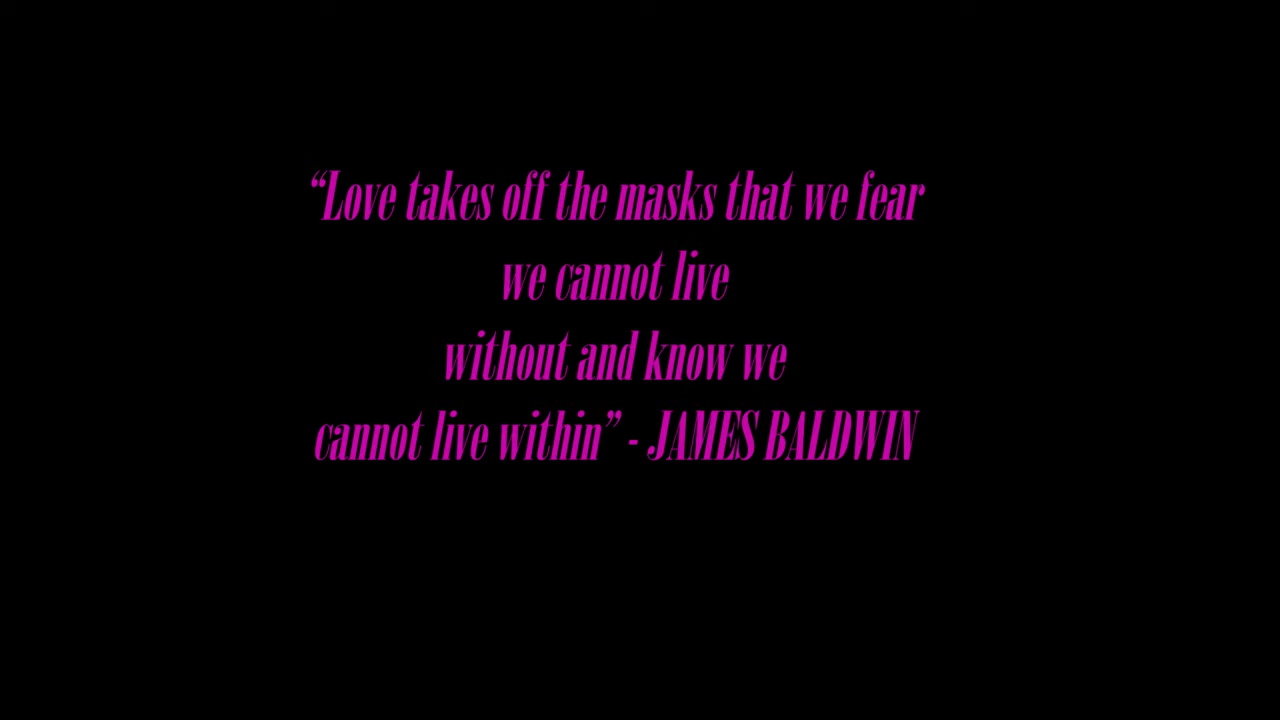 “Love takes off the masks that we fear
we cannot live
without and know we
cannot live within” - JAMES BALDWIN